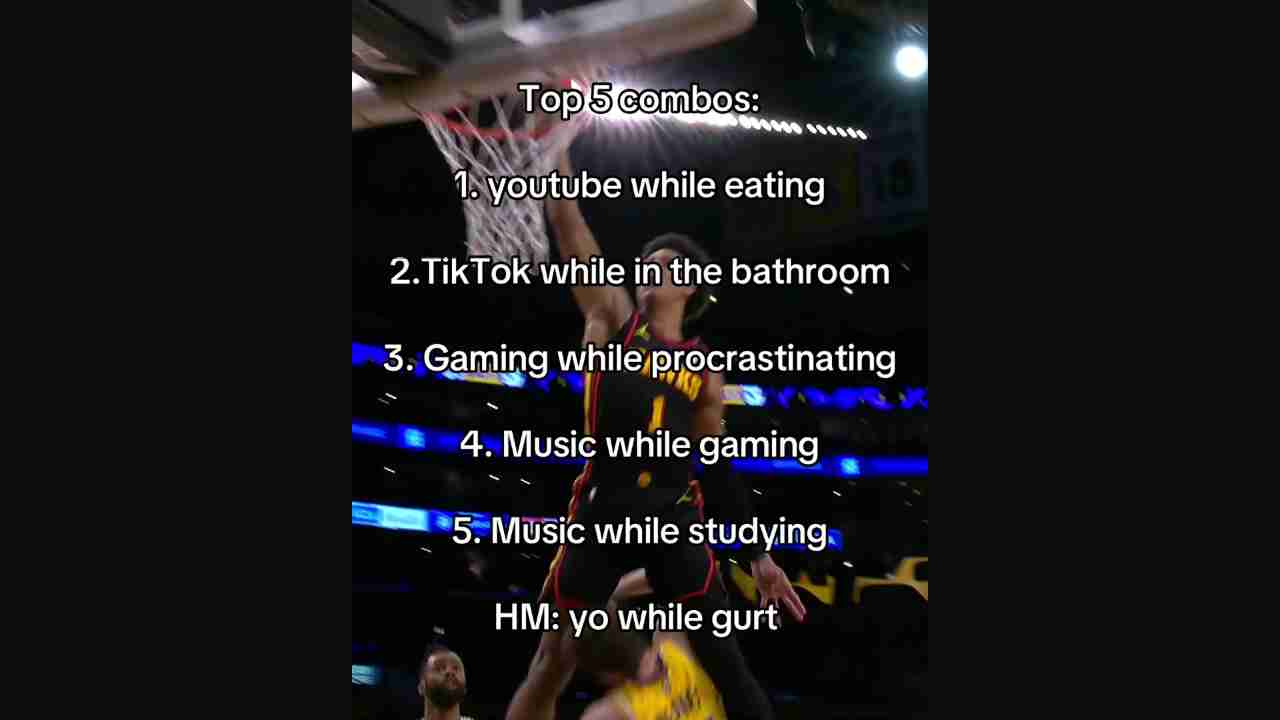 Top 5 combos:
1. youtube while eating
2.TikTok while in the bathroom
3. Gaming while procrastinating
4. Music while gaming
5. Music while studying
HM: yo while gurt
1